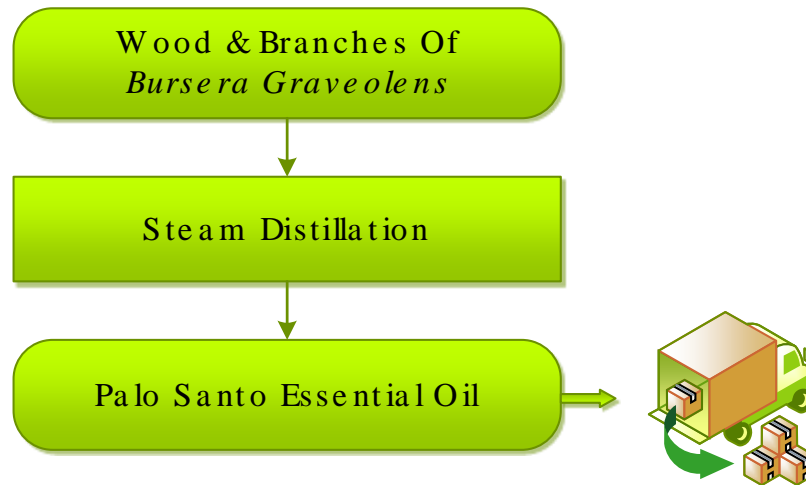 Wood & Branches Of
Bursera Graveolens
Steam Distillation
Palo Santo Essential Oil